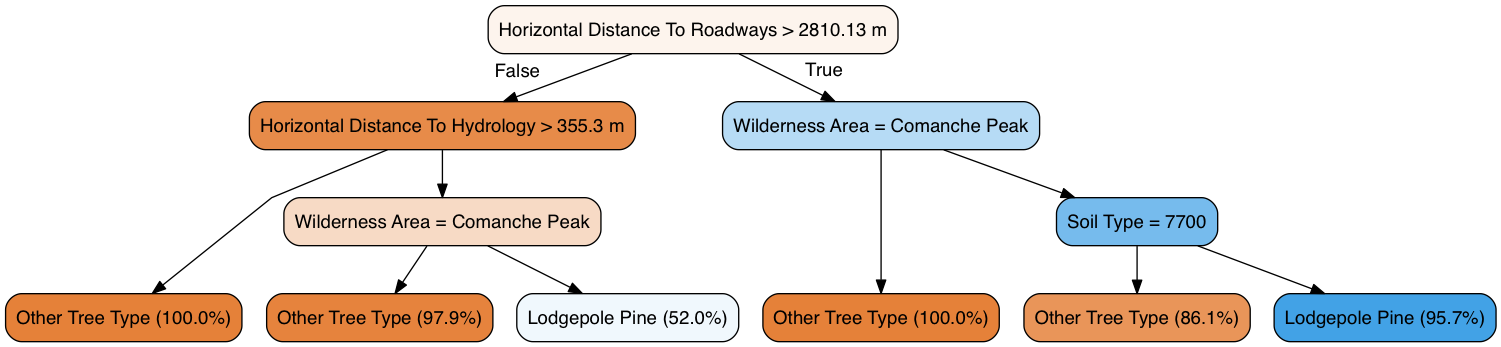 Horizontal Distance To Roadways > 2810.13 m
False
True
Horizontal Distance To Hydrology > 355.3 m
Wilderness Area = Comanche Peak
Wilderness Area = Comanche Peak
Soil Type = 7700
Other Tree Type (100.0%)
Other Tree Type (97.9%)
Lodgepole Pine (52.0%)
Other Tree Type (100.0%)
Other Tree Type (86.1%)
Lodgepole Pine (95.7%)